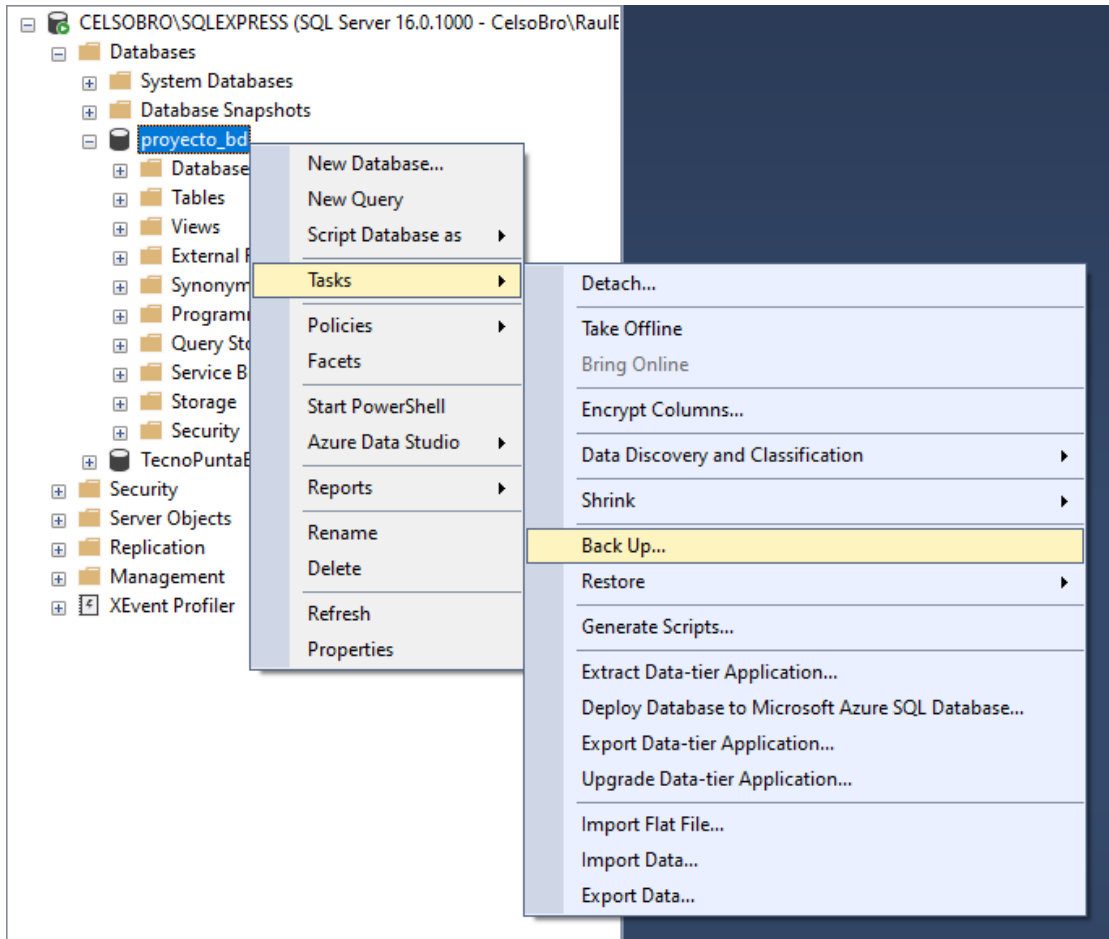 CELSOBRO\SQLEXPRESS (SQL Server 16.0.1000 - CelsoBro\RaulE
Databases
System Databases
Database Snapshots
proyecto_bd
Database
Tables
Views
External
Synonym
Program
Query Sto
Service B
Storage
Security
TecnoPuntaE
Security
Server Objects
Replication
Management
XEvent Profiler
New Database...
New Query
Script Database as
Tasks
Policies
Facets
Start PowerShell
Azure Data Studio
Reports
Rename
Delete
Refresh
Properties
Detach...
Take Offline
Bring Online
Encrypt Columns...
Data Discovery and Classification
Shrink
Back Up...
Restore
Generate Scripts...
Extract Data-tier Application...
Deploy Database to Microsoft Azure SQL Database...
Export Data-tier Application...
Upgrade Data-tier Application...
Import Flat File...
Import Data...
Export Data...